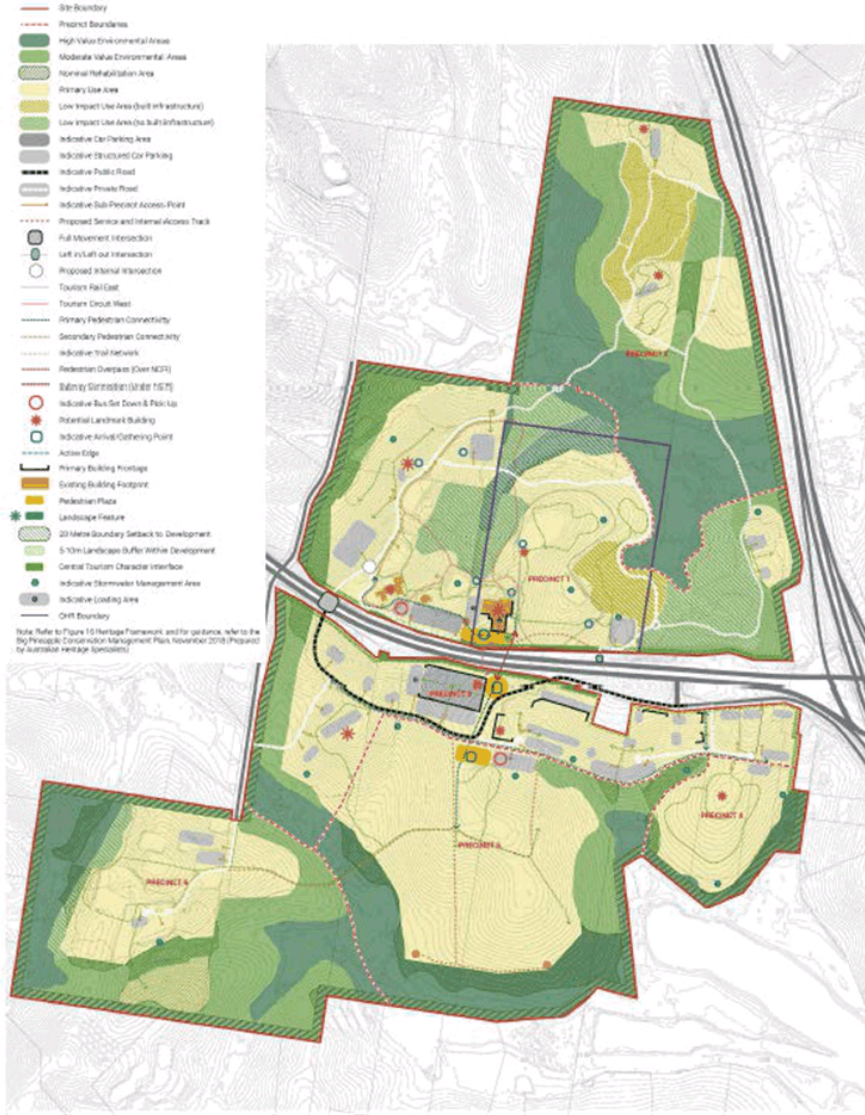 Site Boundary
Precinct Boundaries
High Value Environmental Areas
Moderate Value Environmental Areas
Nominal Rehabilitation Area
Primary Use Area
Low Impact Use Area (built infrastructure)
Low Impact Use Area (no built infrastructure)
Indicative Car Parking Area
Indicative Structured Car Parking
Indicative Public Road
Indicative Private Road
Indicative Sub-Precinct Access Point
Proposed Service and Internal Access Track
Full Movement Intersection
Left in/Left out Intersection
Proposed Internal Intersection
Tourism Rail East
Tourism Circuit West
Primary Pedestrian Connectivity
Secondary Pedestrian Connectivity
Indicative Trail Network
Pedestrian Overpass (Over NCR)
Subway Connection (Under NCR)
Indicative Bus Set Down & Pick Up
Potential Landmark Building
Indicative Arrival/Gathering Point
Active Edge
Primary Building Frontage
Existing Building Footprint
Pedestrian Plaza
Landscape Feature
20 Metre Boundary Setback to Development
5-10m Landscape Buffer Within Development
Central Tourism Character Interface
Indicative Stormwater Management Area
Indicative Loading Area
OHR Boundary
Note: Refer to Figure 16 Heritage Framework and for guidance, refer to the
Big Pineapple Conservation Management Plan, November 2018 (Prepared
by Australian Heritage Specialists)
PRECINCT
PRECINCT 1
PRECINCT
PRECINCT
PRECINCT
PRECINCT